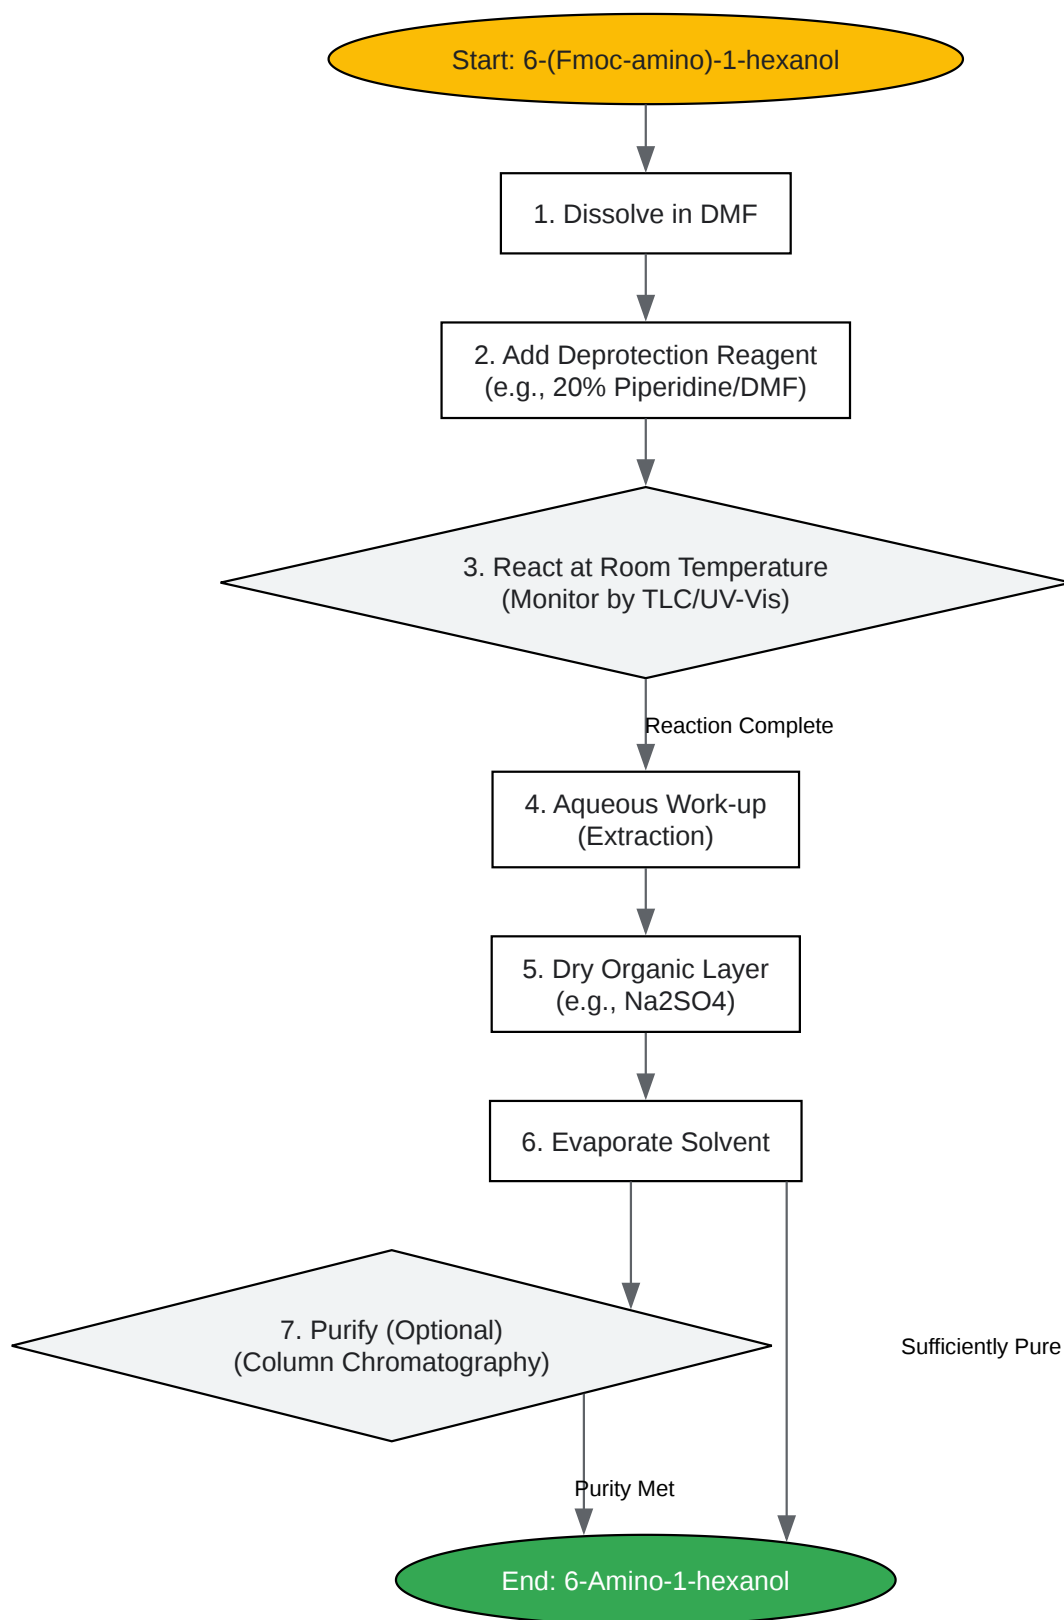 Start: 6-(Fmoc-amino)-1-hexanol
1. Dissolve in DMF
2. Add Deprotection Reagent
(e.g., 20% Piperidine/DMF)
3. React at Room Temperature
(Monitor by TLC/UV-Vis)
Reaction Complete
4. Aqueous Work-up
(Extraction)
5. Dry Organic Layer
(e.g., Na2SO4)
6. Evaporate Solvent
7. Purify (Optional)
(Column Chromatography)
Sufficiently Pure
Purity Met
End: 6-Amino-1-hexanol